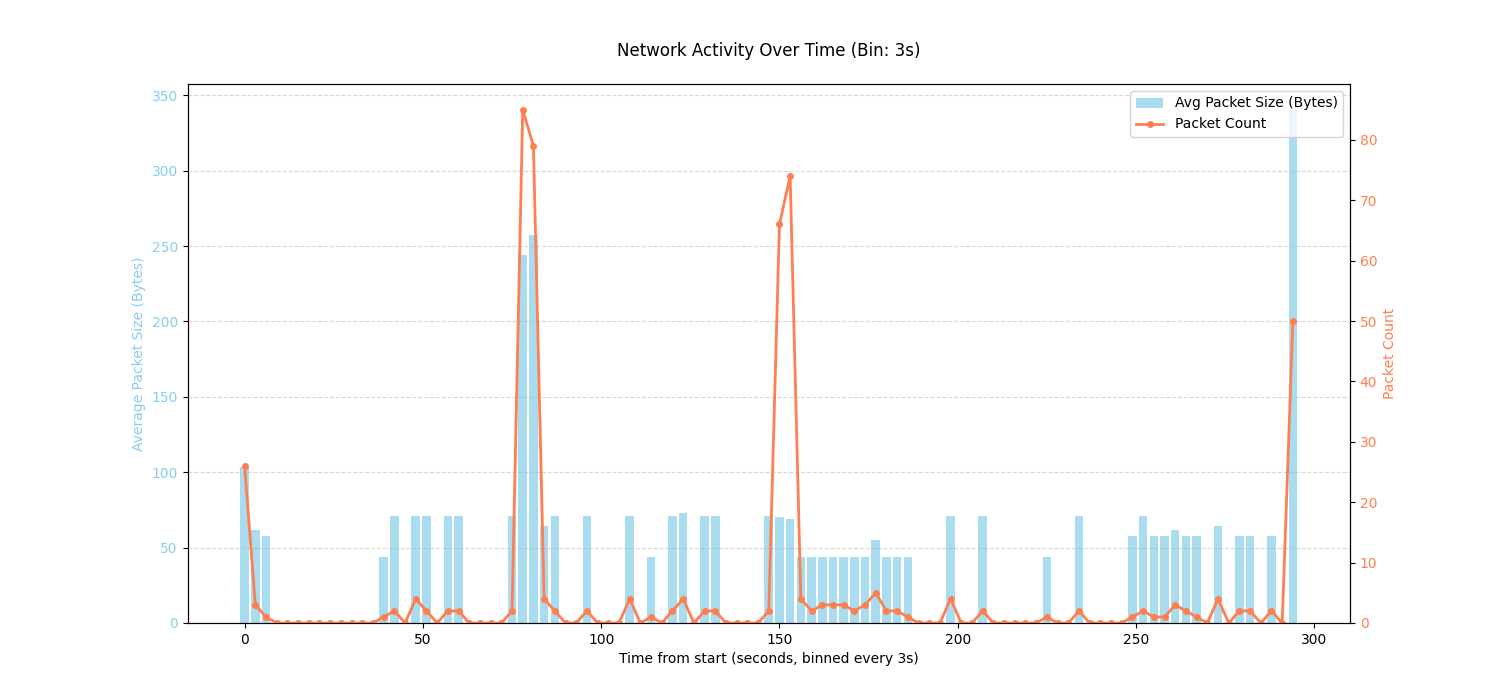 Network Activity Over Time (Bin: 3s)
Avg Packet Size (Bytes)
Packet Count
Average Packet Size (Bytes)
350
300
250
200
150
100
50
0
80
70
60
50
40
30
20
10
0
Packet Count
0 50 100 150 200 250 300
Time from start (seconds, binned every 3s)